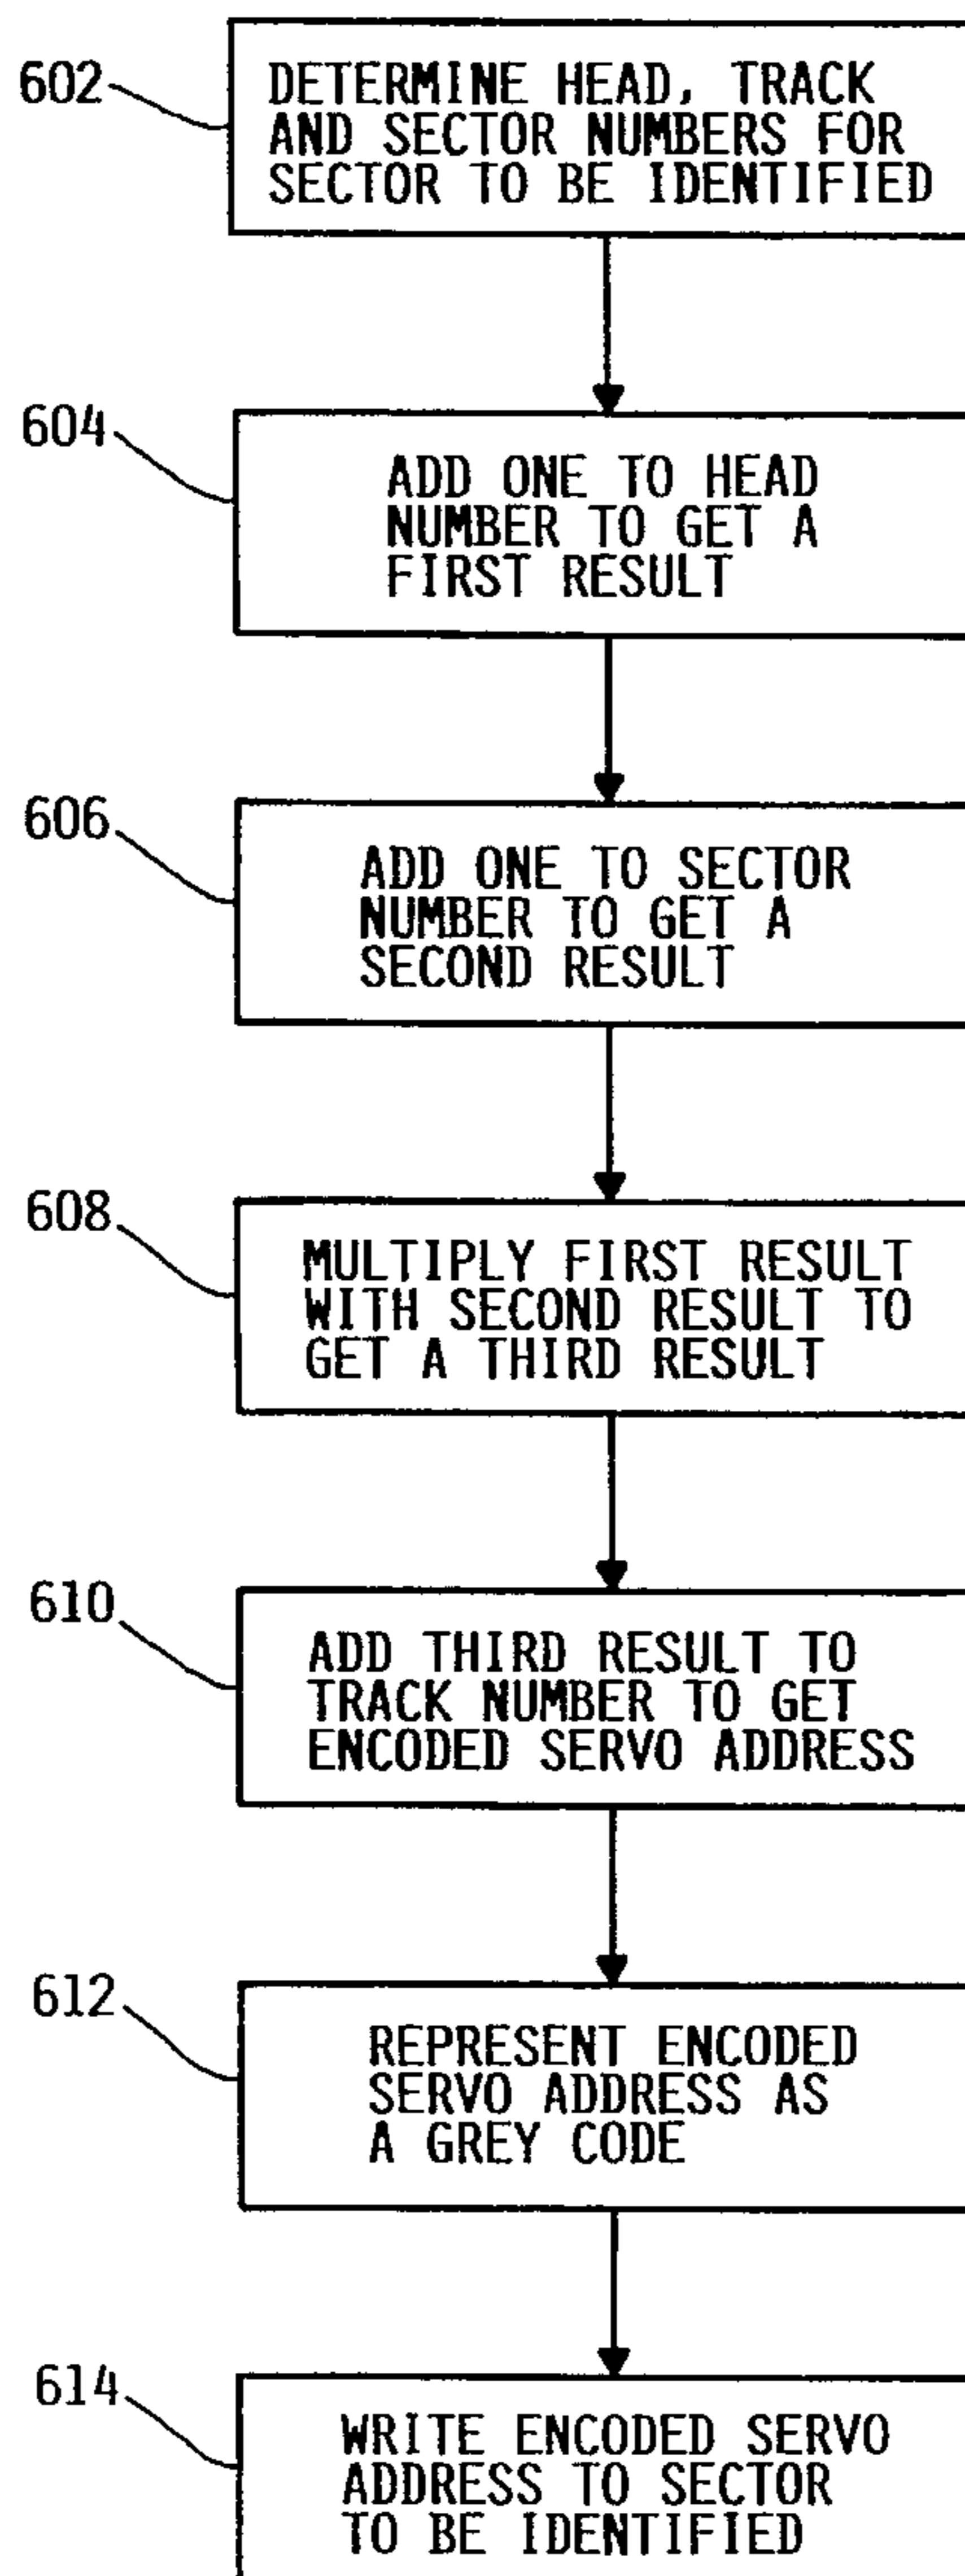 602
DETERMINE HEAD, TRACK
AND SECTOR NUMBERS FOR
SECTOR TO BE IDENTIFIED
604
ADD ONE TO HEAD
NUMBER TO GET A
FIRST RESULT
606
ADD ONE TO SECTOR
NUMBER TO GET A
SECOND RESULT
608
MULTIPLY FIRST RESULT
WITH SECOND RESULT TO
GET A THIRD RESULT
610
ADD THIRD RESULT TO
TRACK NUMBER TO GET
ENCODED SERVO ADDRESS
612
REPRESENT ENCODED
SERVO ADDRESS AS
A GREY CODE
614
WRITE ENCODED SERVO
ADDRESS TO SECTOR
TO BE IDENTIFIED